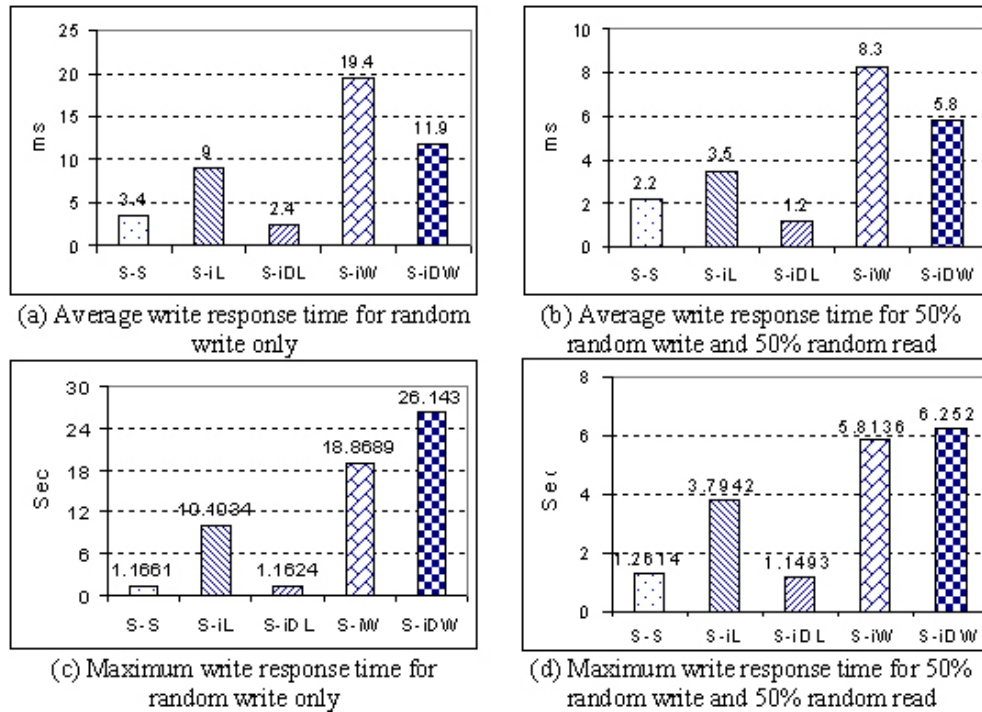 25
20
15
10
5
0
ms
3.4
9
2.4
19.4
11.9
S-S S-iL S-iDL S-iW S-iDW
(a) Average write response time for random
write only
10
8
6
4
2
0
ms
2.2
3.5
1.2
8.3
5.8
S-S S-iL S-iDL S-iW S-iDW
(b) Average write response time for 50%
random write and 50% random read
30
24
18
12
6
0
Sec
1.1661
1.1624
18.8689
26.143
S-S S-iL S-iDL S-iW S-iDW
(c) Maximum write response time for
random write only
8
6
4
2
0
Sec
1.2614
3.7942
1.1493
5.8136
6.252
S-S S-iL S-iDL S-iW S-iDW
(d) Maximum write response time for 50%
random write and 50% random read